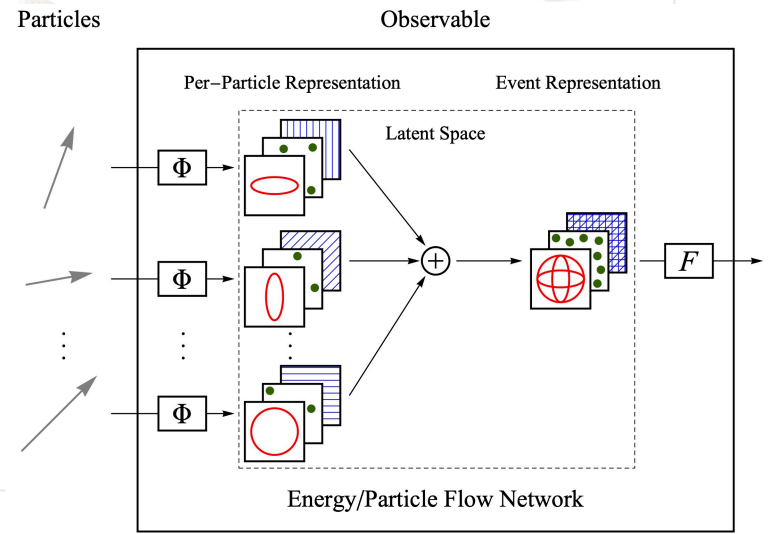 Particles
Observable
Per−Particle Representation
Event Representation
Latent Space
Φ
Φ
F
Φ
Energy/Particle Flow Network